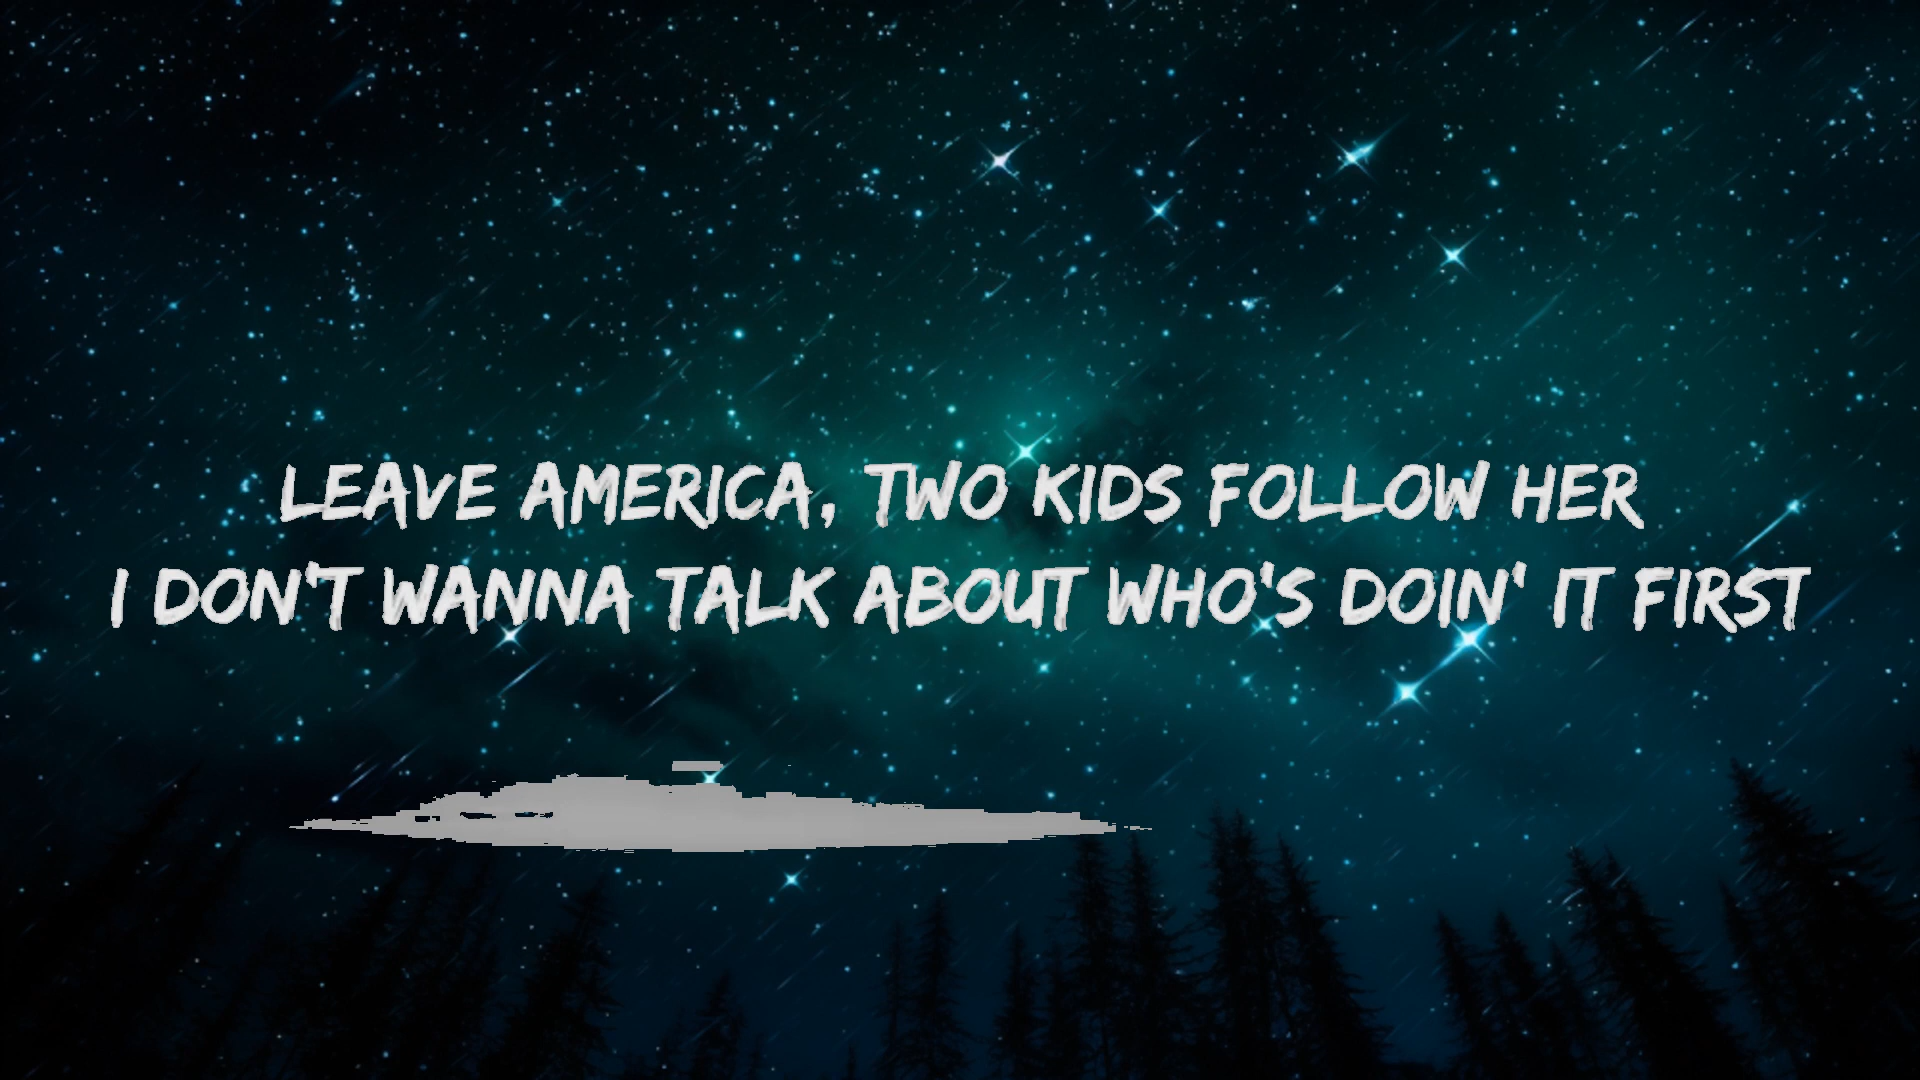 LEAVE AMERICA, TWO KIDS FOLLOW HER
I DON'T WANNA TALK ABOUT WHO'S DOIN' IT FIRST